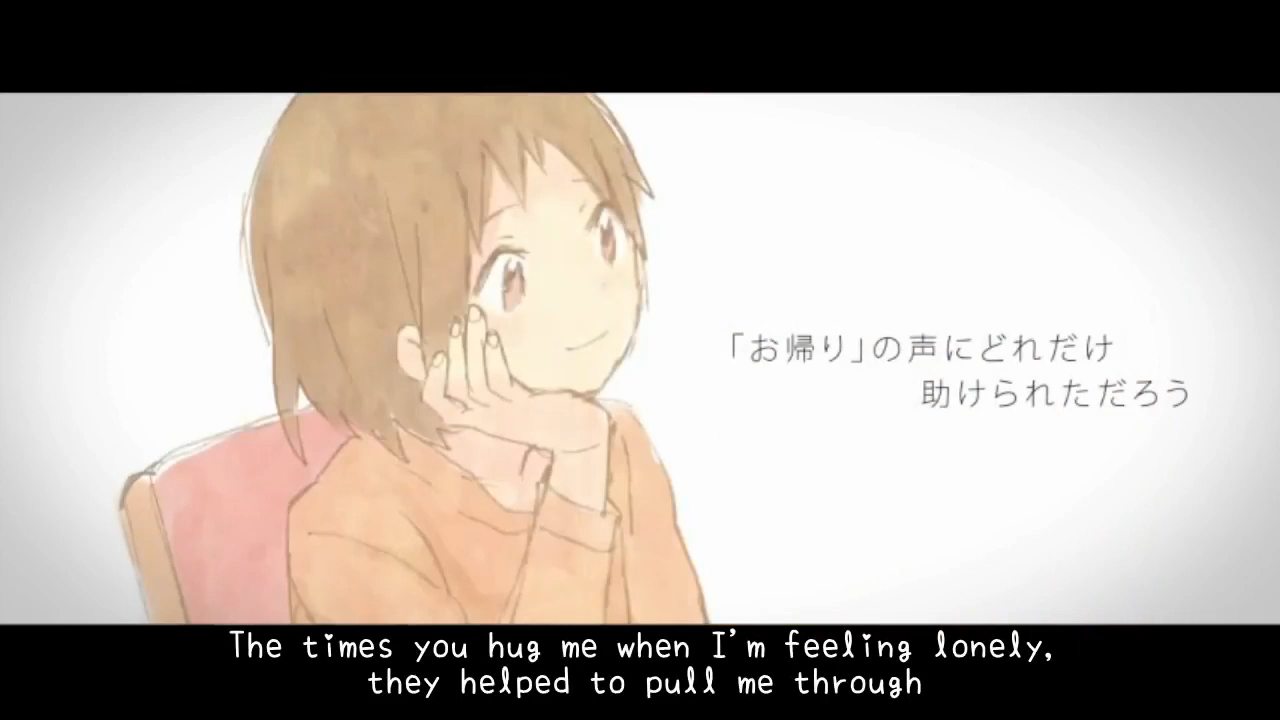 「お帰り」の声にどれだけ
助けられただだろう
The times you hug me when I'm feeling lonely,
they helped to pull me through